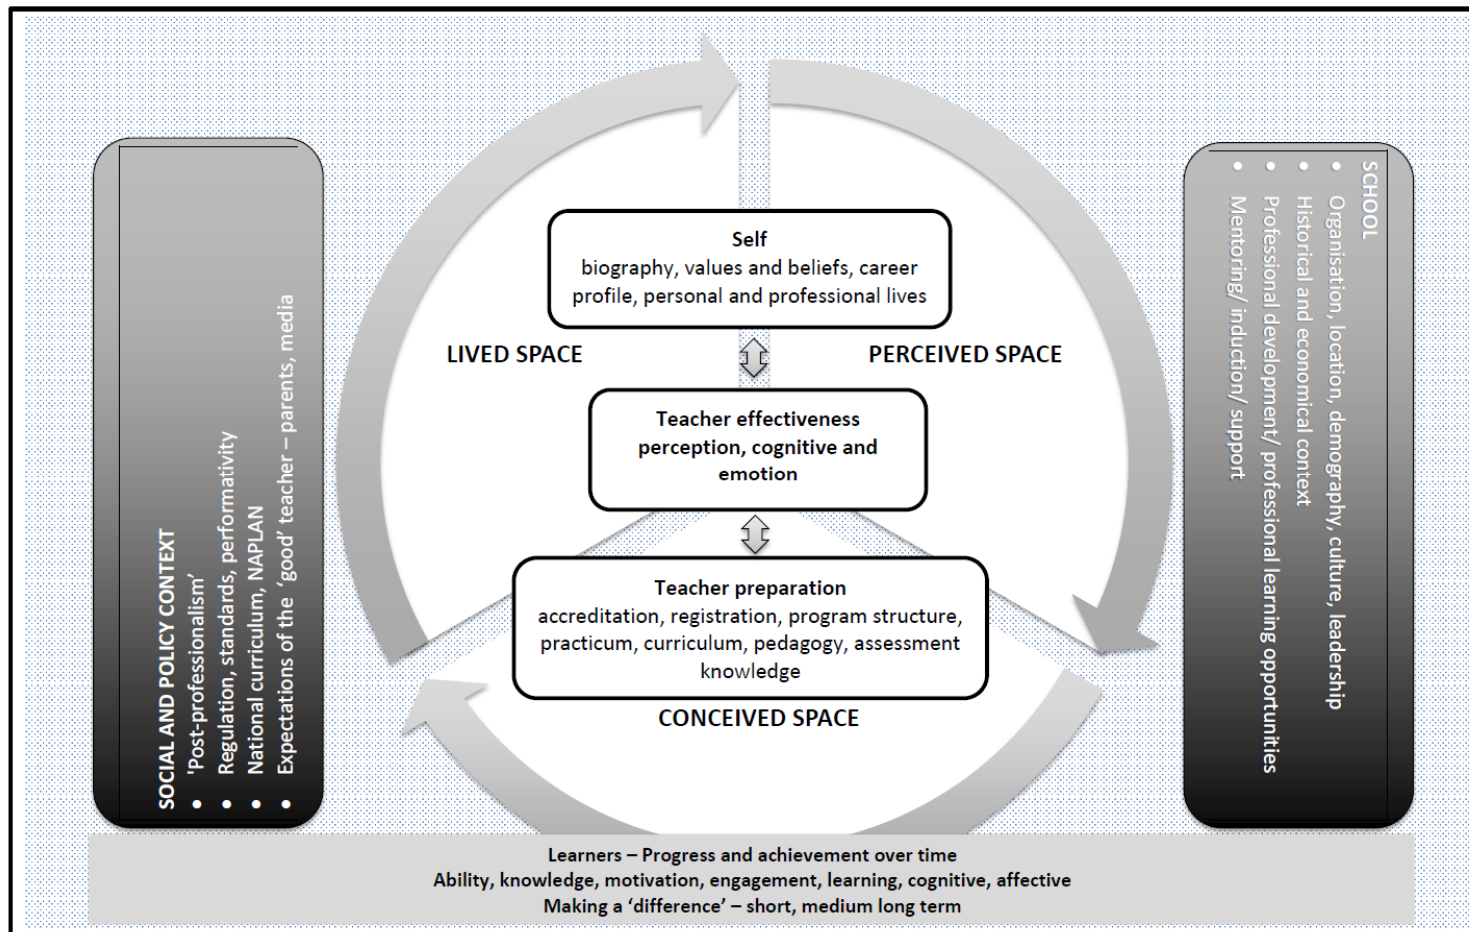 Self
biography, values and beliefs, career
profile, personal and professional lives
LIVED SPACE
PERCEIVED SPACE
Teacher effectiveness
perception, cognitive and
emotion
Teacher preparation
accreditation, registration, program structure,
practicum, curriculum, pedagogy, assessment
knowledge
CONCEIVED SPACE
SOCIAL AND POLICY CONTEXT
• 'Post-professionalism’
• Regulation, standards, performativity
• National curriculum, NAPLAN
• Expectations of the ‘good’ teacher – parents, media
SCHOOL
• Organisation, location, demography, culture, leadership
• Historical and economical context
• Professional development/ professional learning opportunities
• Mentoring/ induction/ support
Learners – Progress and achievement over time
Ability, knowledge, motivation, engagement, learning, cognitive, affective
Making a ‘difference’ – short, medium long term